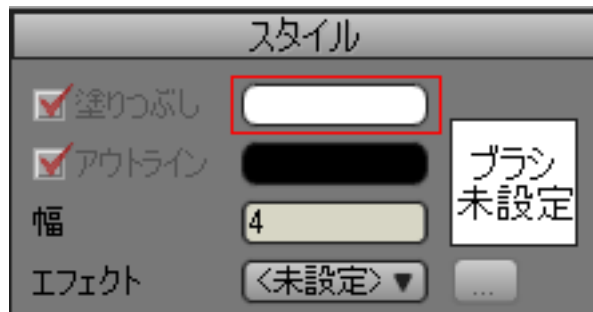 スタイル
塗りつぶし
アウトライン
ブラシ
未設定
幅
4
エフェクト
<未設定>▼
...